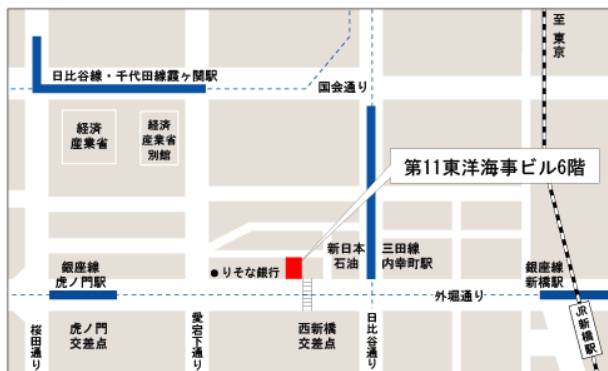 至 東京
日比谷線・千代田線霞ヶ関駅
国会通り
経済
産業省
経済
産業省
別館
第11東洋海事ビル6階
新日本
石油
三田線
内幸町駅
銀座線
虎ノ門駅
●りそな銀行
銀座線
新橋駅
外堀通り
桜田通り
虎ノ門
交差点
愛宕下通り
西新橋
交差点
日比谷通り
JR新橋駅